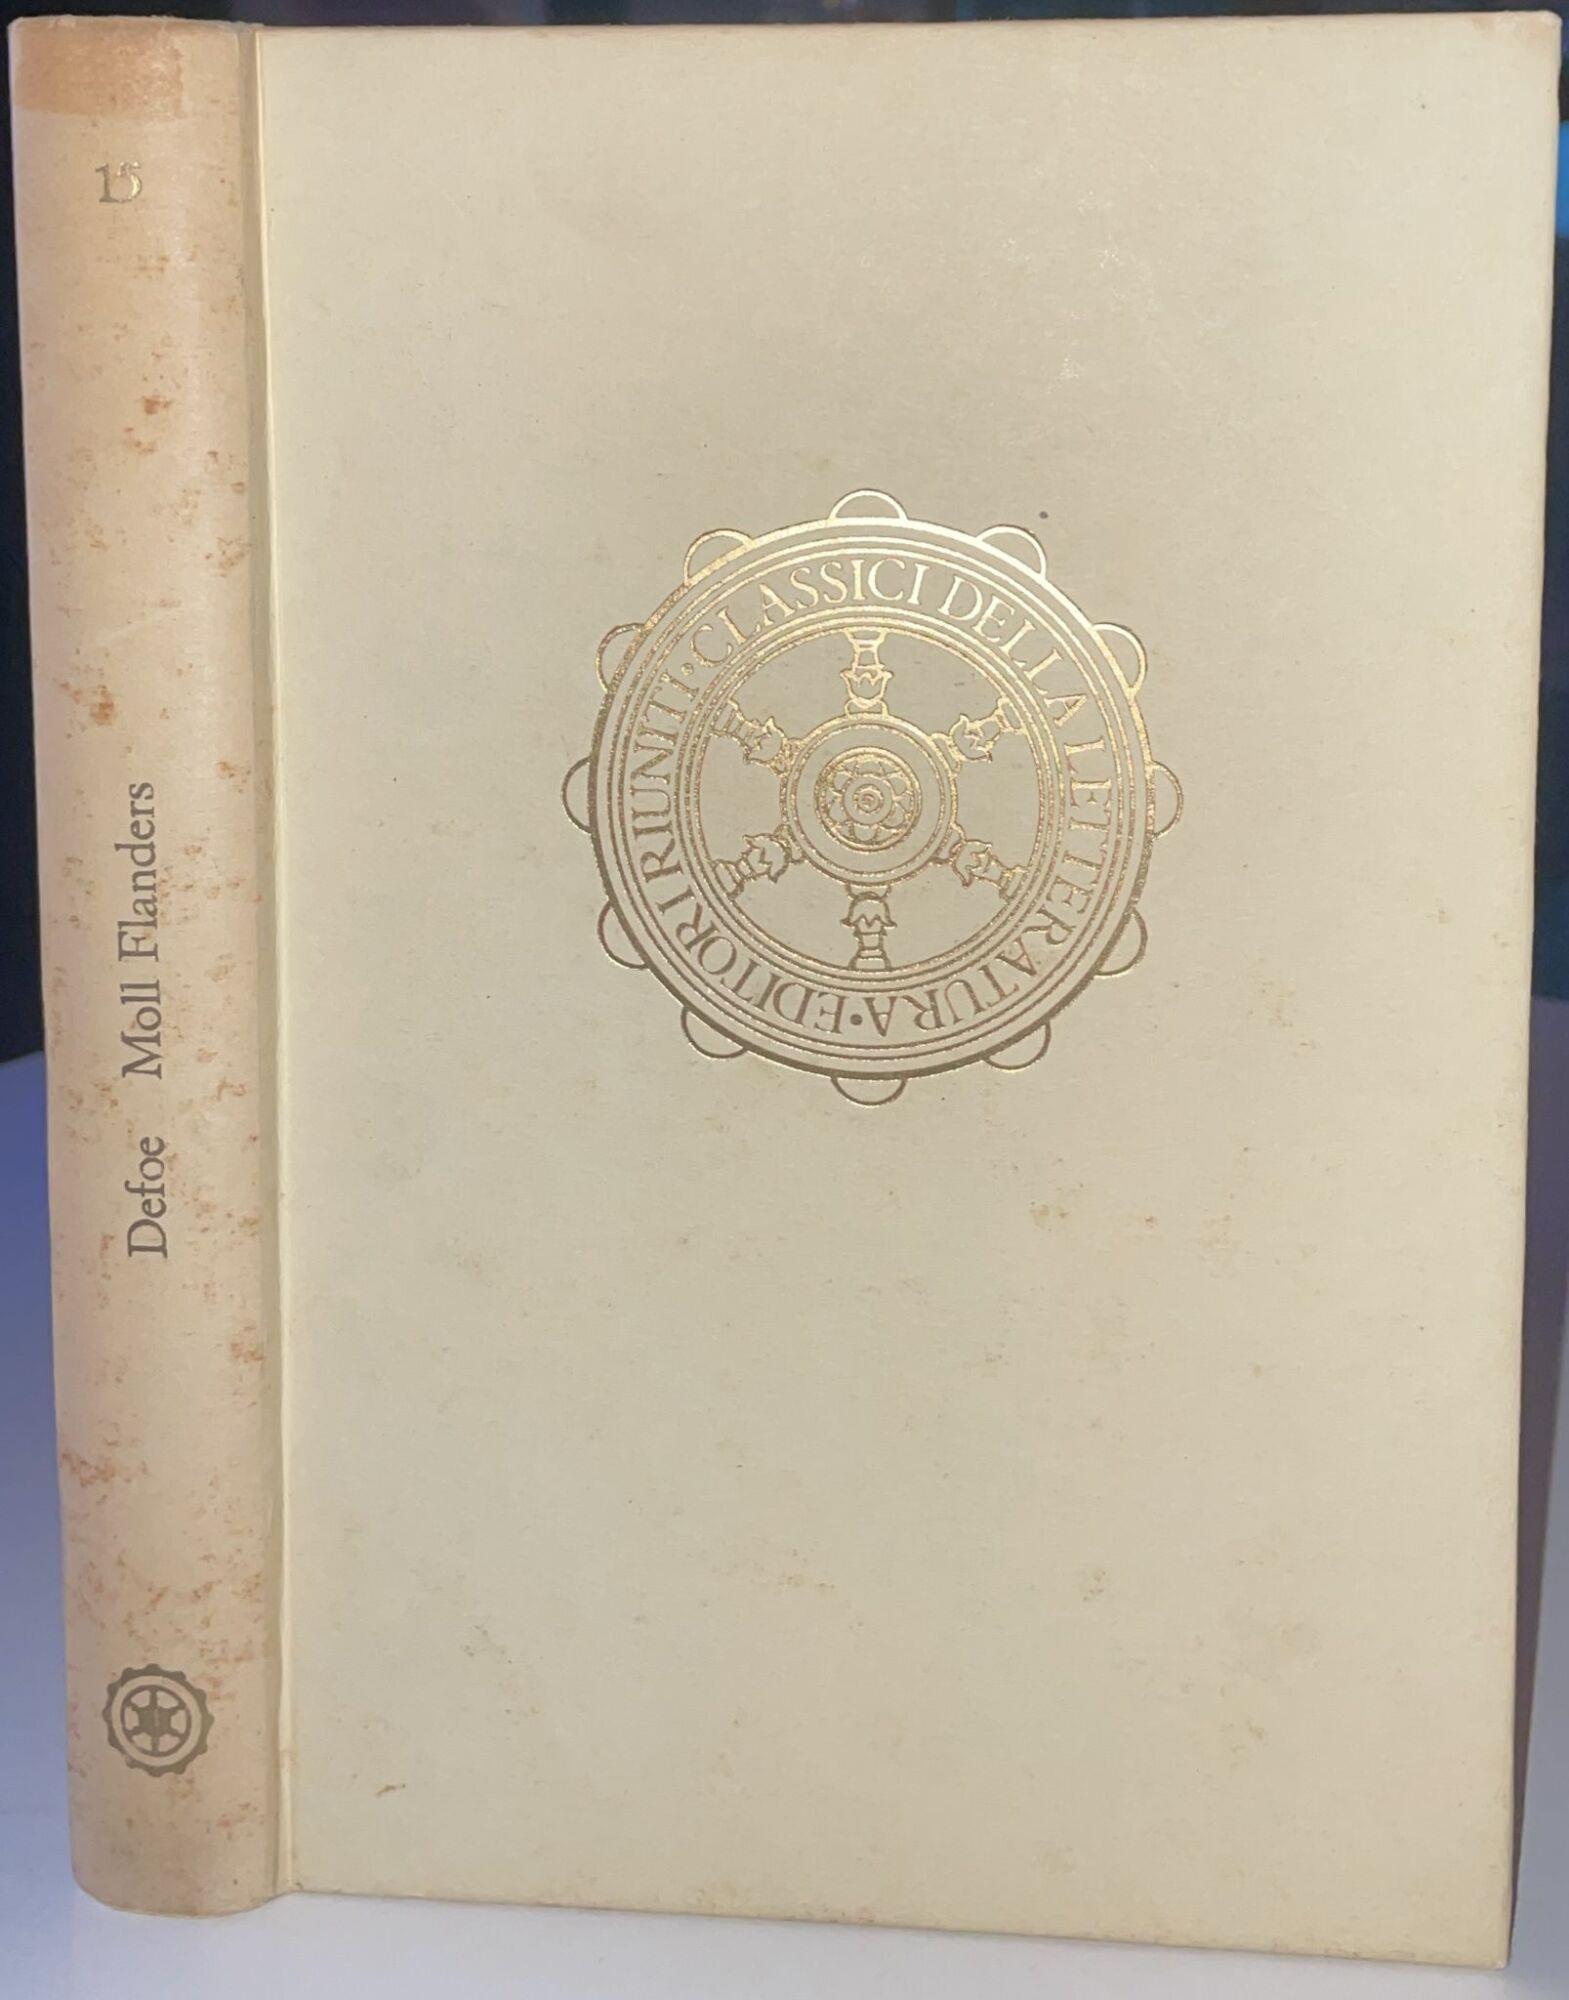 15
Defoe Moll Flanders
CLASSICI DELLA LETTERATURA • EDITORI RIUNITI •